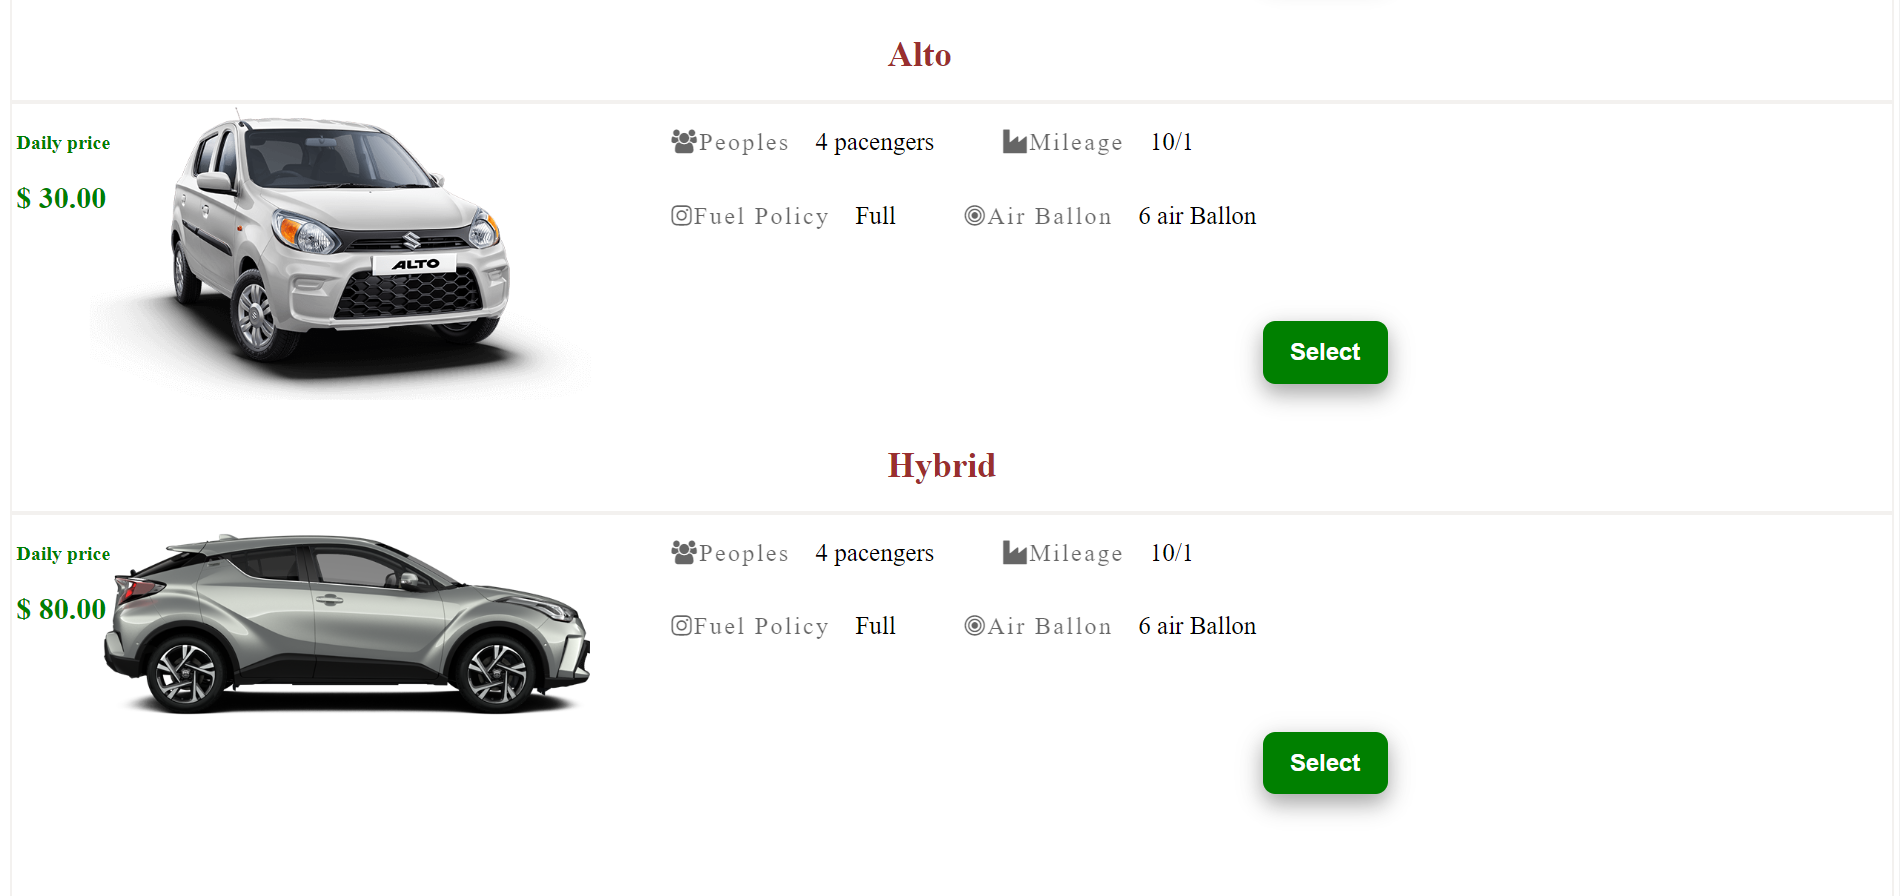 Alto
Daily price
$ 30.00
ALTO
Peoples 4 pacengers Mileage 10/1
Fuel Policy Full Air Ballon 6 air Ballon
Select
Hybrid
Daily price
$ 80.00
Peoples 4 pacengers Mileage 10/1
Fuel Policy Full Air Ballon 6 air Ballon
Select